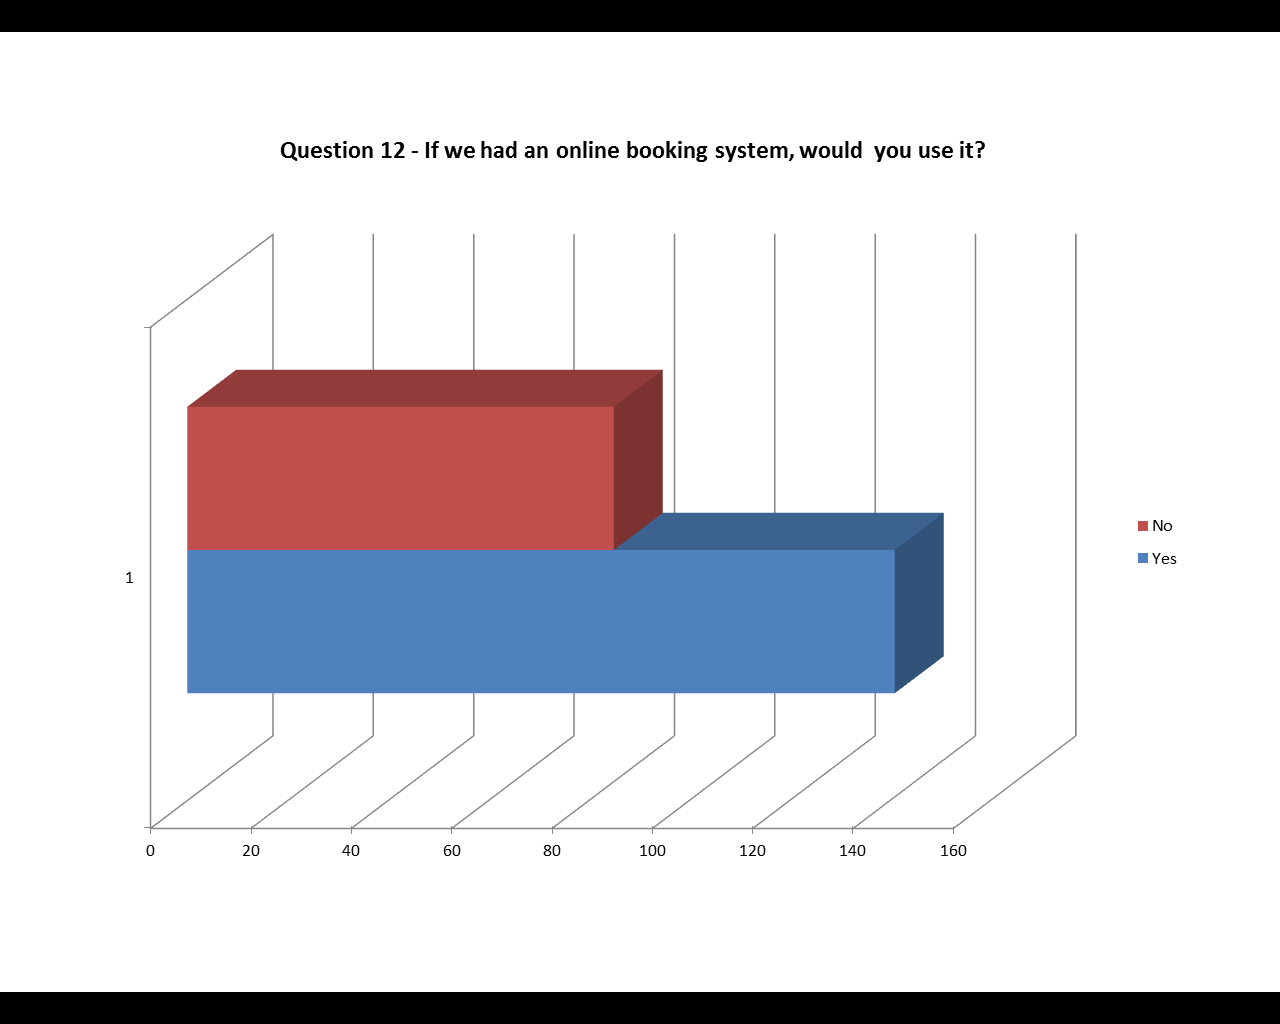 Question 12 - If we had an online booking system, would  you use it?
No
Yes
1
0 20 40 60 80 100 120 140 160